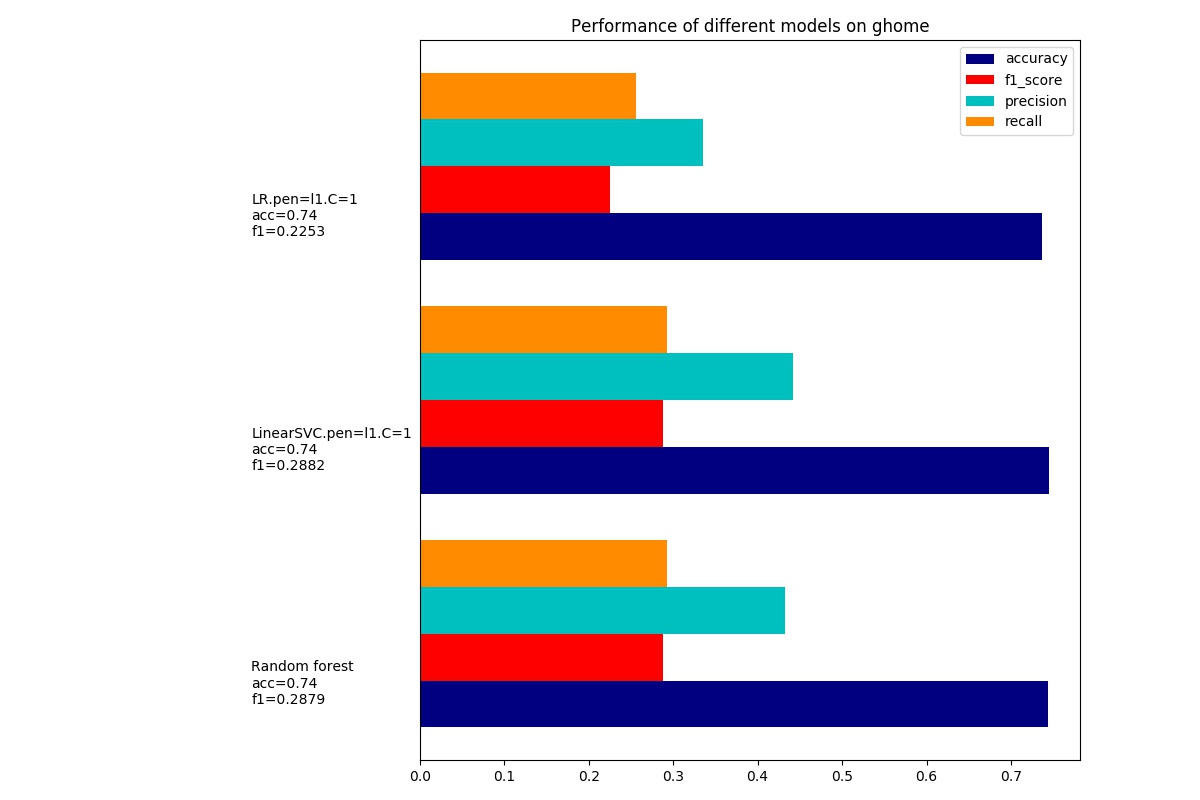 Performance of different models on ghome
accuracy
f1_score
precision
recall
LR.pen=l1.C=1
acc=0.74
f1=0.2253
LinearSVC.pen=l1.C=1
acc=0.74
f1=0.2882
Random forest
acc=0.74
f1=0.2879
0.0 0.1 0.2 0.3 0.4 0.5 0.6 0.7